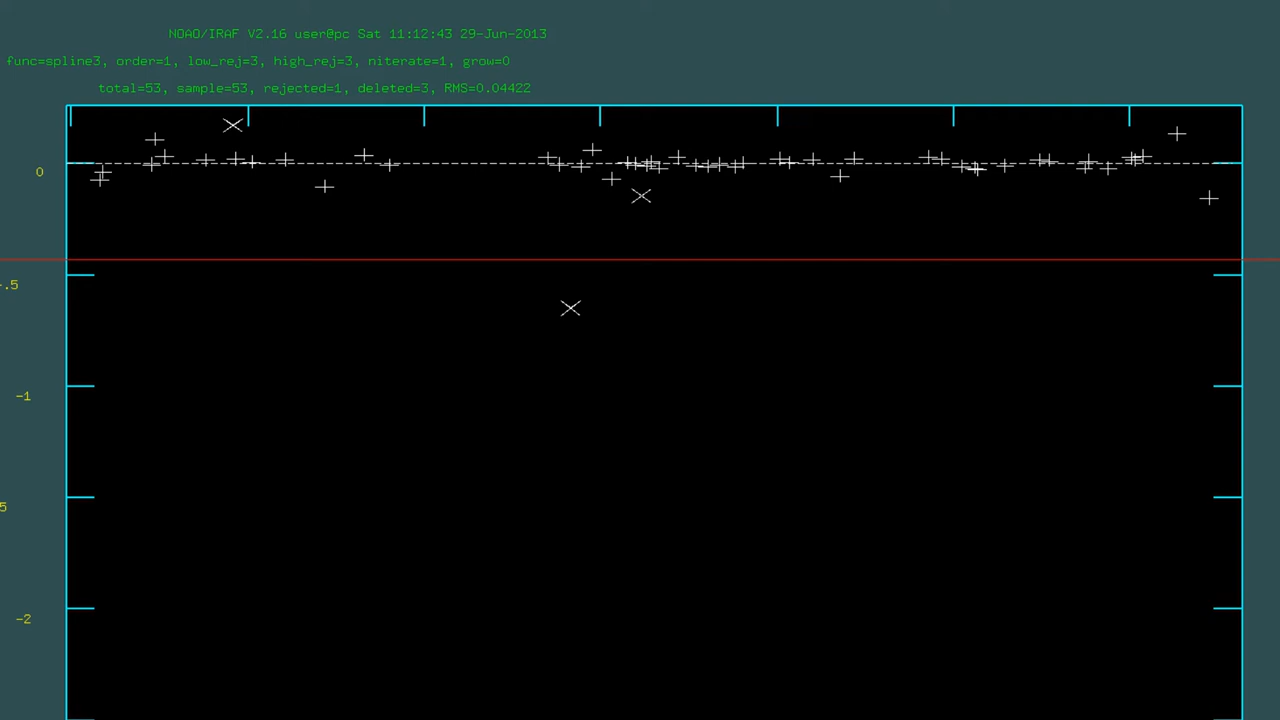 NOAO/IRAF V2.16 user@pc Sat 11:12:43 29-Jun-2013
func=spline3, order=1, low_rej=3, high_rej=3, niterate=1, grow=0
total=53, sample=53, rejected=1, deleted=3, RMS=0.04422
0
-.5
-1
5
-2